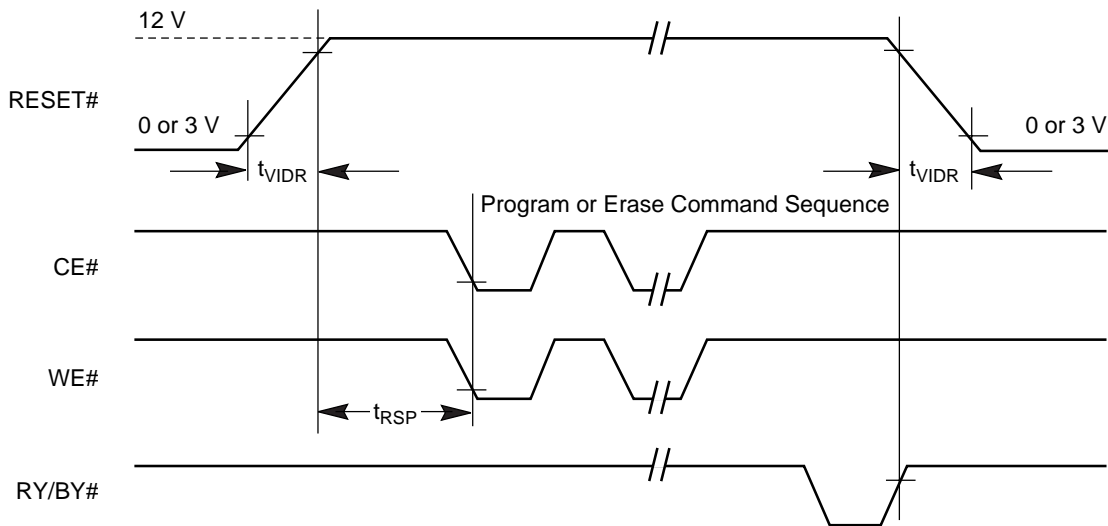 12 V
RESET#
0 or 3 V
0 or 3 V
tVIDR
tVIDR
Program or Erase Command Sequence
CE#
WE#
tRSP
RY/BY#